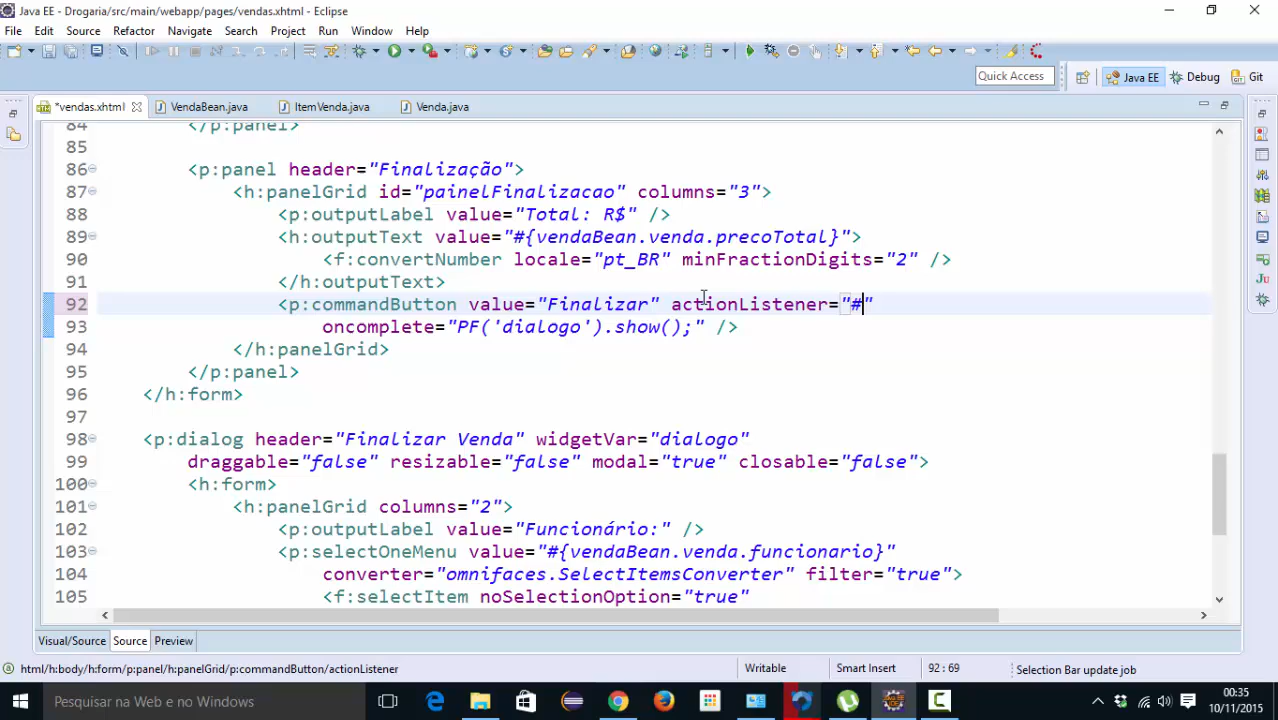 Java EE - Drogaria/src/main/webapp/pages/vendas.xhtml - Eclipse
File Edit Source Refactor Navigate Search Project Run Window Help
Quick Access Java EE Debug Git
*vendas.xhtml VendaBean.java ItemVenda.java Venda.java
84 </p:panel>
85
86 <p:panel header="Finalização">
87 <h:panelGrid id="painelFinalizacao" columns="3">
88 <p:outputLabel value="Total: R$" />
89 <h:outputText value="#{vendaBean.venda.precoTotal}">
90 <f:convertNumber locale="pt_BR" minFractionDigits="2" />
91 </h:outputText>
92 <p:commandButton value="Finalizar" actionListener="#"
93 oncomplete="PF('dialogo').show();" />
94 </h:panelGrid>
95 </p:panel>
96 </h:form>
97
98 <p:dialog header="Finalizar Venda" widgetVar="dialogo"
99 draggable="false" resizable="false" modal="true" closable="false">
100 <h:form>
101 <h:panelGrid columns="2">
102 <p:outputLabel value="Funcionário:" />
103 <p:selectOneMenu value="#{vendaBean.venda.funcionario}"
104 converter="omnifaces.SelectItemsConverter" filter="true">
105 <f:selectItem noSelectionOption="true"
Visual/Source Source Preview
html/h:body/h:form/p:panel/h:panelGrid/p:commandButton/actionListener Writable Smart Insert 92 : 69 Selection Bar update job
Pesquisar na Web e no Windows
00:35
10/11/2015